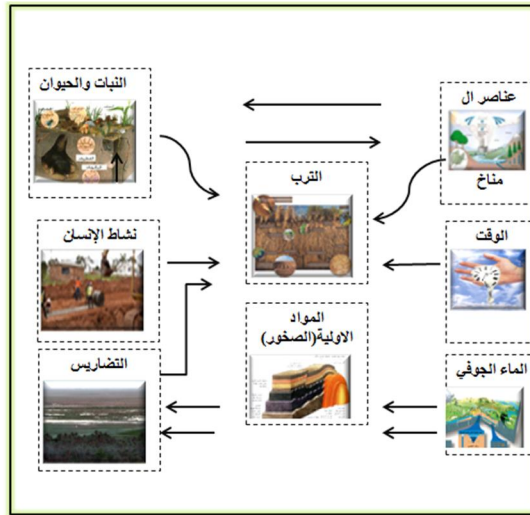 النبات والحيوان
عناصر ال
مناخ
الترب
نشاط الإنسان
الوقت
المواد
الاولية(الصخور)
التضاريس
الماء الجوفي